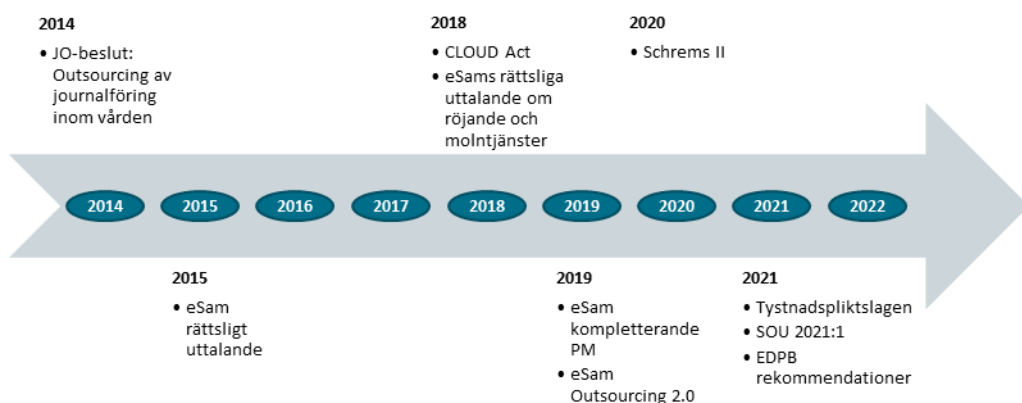 2014
• JO-beslut:
Outsourcing av
journalföring
inom vården
2018
• CLOUD Act
• eSams rättsliga
uttalande om
röjande och
molntjänster
2020
• Schrems II
2014 2015 2016 2017 2018 2019 2020 2021 2022
2015
• eSam
rättsligt
uttalande
2019
• eSam
kompletterande
PM
• eSam
Outsourcing 2.0
2021
• Tystnadspliktslagen
• SOU 2021:1
• EDPB
rekommendationer